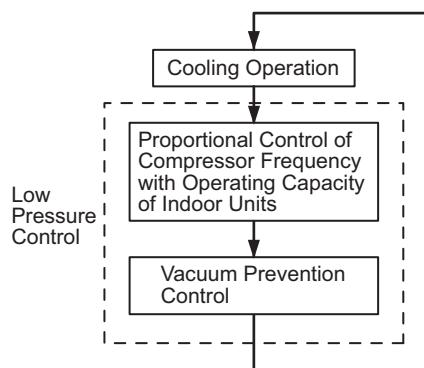 Cooling Operation
Proportional Control of
Compressor Frequency
with Operating Capacity
of Indoor Units
Low
Pressure
Control
Vacuum Prevention
Control